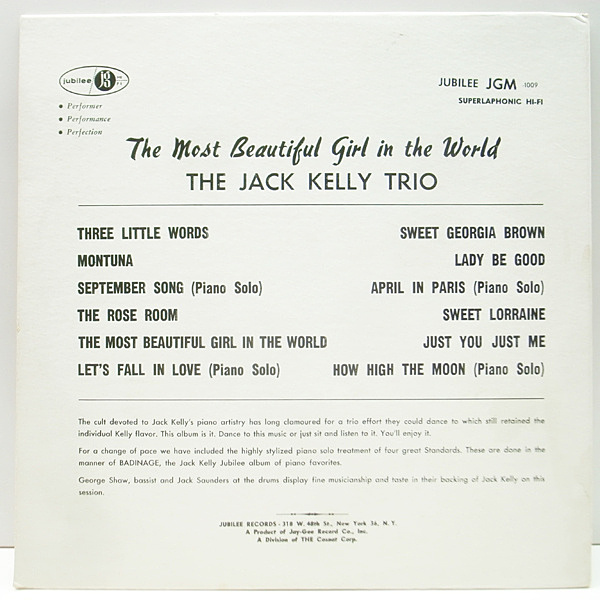 jubilee JG
JUBILEE JGM -1009
SUPERLAPHONIC HI-FI
• Performer
• Performance
• Perfection
The Most Beautiful Girl in the World
THE JACK KELLY TRIO
THREE LITTLE WORDS
MONTUNA
SEPTEMBER SONG (Piano Solo)
THE ROSE ROOM
THE MOST BEAUTIFUL GIRL IN THE WORLD
LET'S FALL IN LOVE (Piano Solo)
SWEET GEORGIA BROWN
LADY BE GOOD
APRIL IN PARIS (Piano Solo)
SWEET LORRAINE
JUST YOU JUST ME
HOW HIGH THE MOON (Piano Solo)
The cult devoted to Jack Kelly's piano artistry has long clamoured for a trio effort they could dance to which still retained the
individual Kelly flavor. This album is it. Dance to this music or just sit and listen to it. You'll enjoy it.
For a change of pace we have included the highly stylized piano solo treatment of four great Standards. These are done in the
manner of BADINAGE, the Jack Kelly Jubilee album of piano favorites.
George Shaw, bassist and Jack Saunders at the drums display fine musicianship and taste in their backing of Jack Kelly on this
session.
JUBILEE RECORDS - 318 W. 48th St., New York 36, N. Y.
A Product of Jay-Gee Record Co., Inc.
A Division of THE Cosnat Corp.